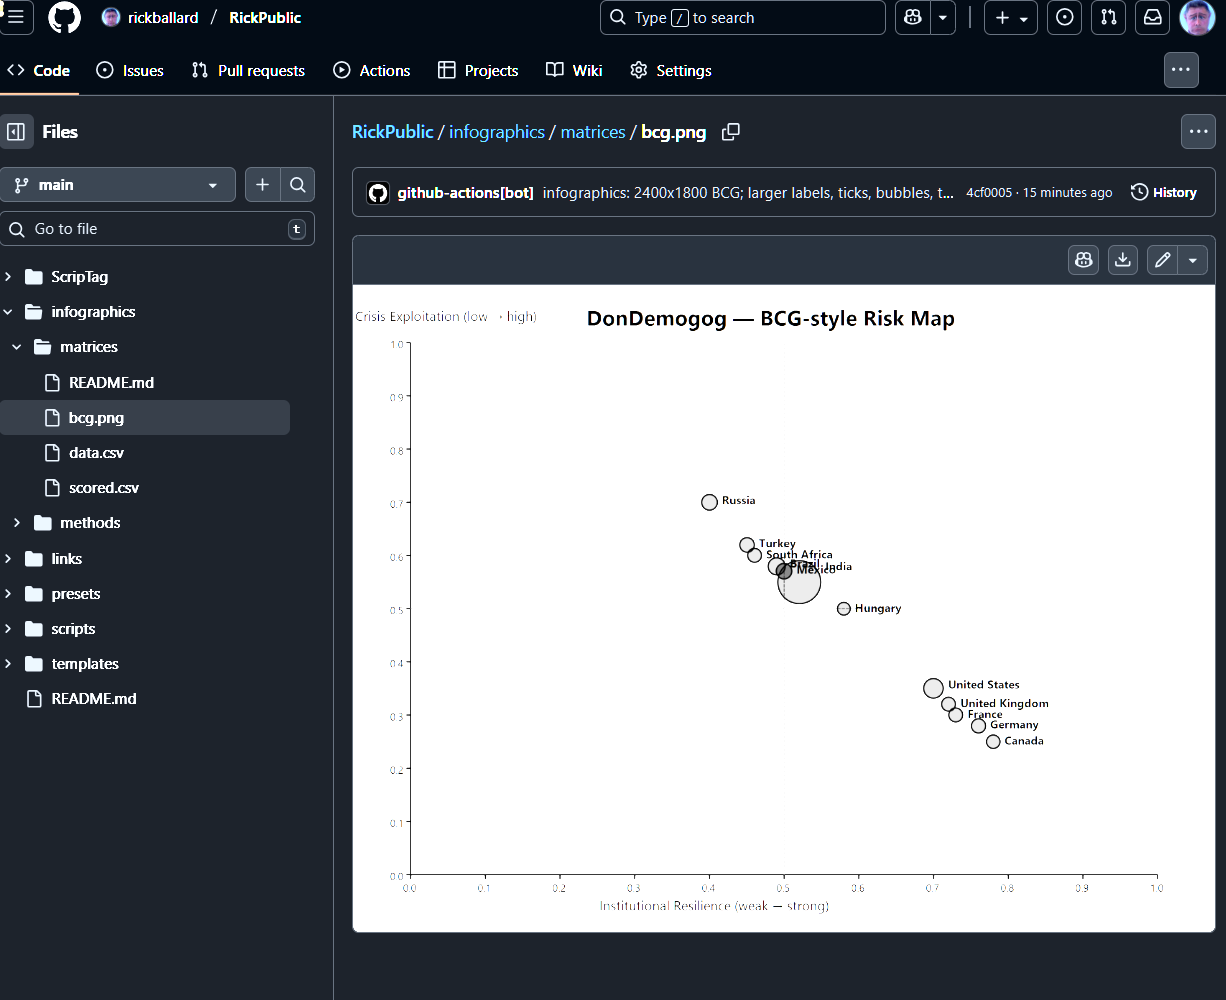 rickballard / RickPublic
Type / to search
Code
Issues
Pull requests
Actions
Projects
Wiki
Settings
Files
main
Go to file
t
ScripTag
infographics
matrices
README.md
bcg.png
data.csv
scored.csv
methods
links
presets
scripts
templates
README.md
RickPublic / infographics / matrices / bcg.png
github-actions[bot] infographics: 2400x1800 BCG; larger labels, ticks, bubbles, t... 4cf0005 · 15 minutes ago History
DonDemogog — BCG-style Risk Map
Crisis Exploitation (low → high)
1.0
0.9
0.8
0.7
0.6
0.5
0.4
0.3
0.2
0.1
0.0
Russia
Turkey
South Africa
Brazil
India
Mexico
Hungary
United States
United Kingdom
France
Germany
Canada
0.0 0.1 0.2 0.3 0.4 0.5 0.6 0.7 0.8 0.9 1.0
Institutional Resilience (weak — strong)